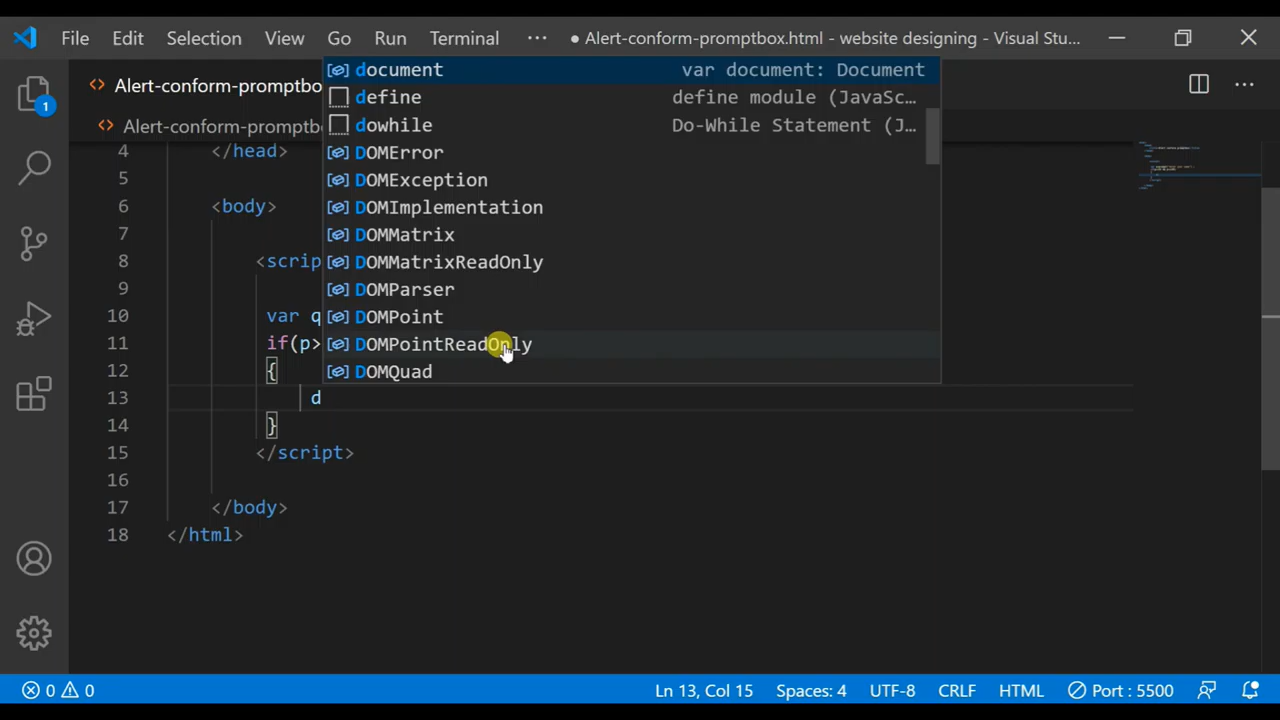 File Edit Selection View Go Run Terminal ··· ● Alert-conform-promptbox.html - website designing - Visual Stu...
Alert-conform-promptbo
Alert-conform-promptb
1
document var document: Document
define define module (JavaSc...
dowhile Do-While Statement (J...
DOMError
DOMException
DOMImplementation
DOMMatrix
DOMMatrixReadOnly
DOMParser
DOMPoint
DOMPointReadOnly
DOMQuad
4 </head>
5
6 <body>
7
8 <scrip
9
10 var q
11 if(p>
12 {
13 d
14 }
15 </script>
16
17 </body>
18 </html>
0 0 Ln 13, Col 15 Spaces: 4 UTF-8 CRLF HTML Port : 5500